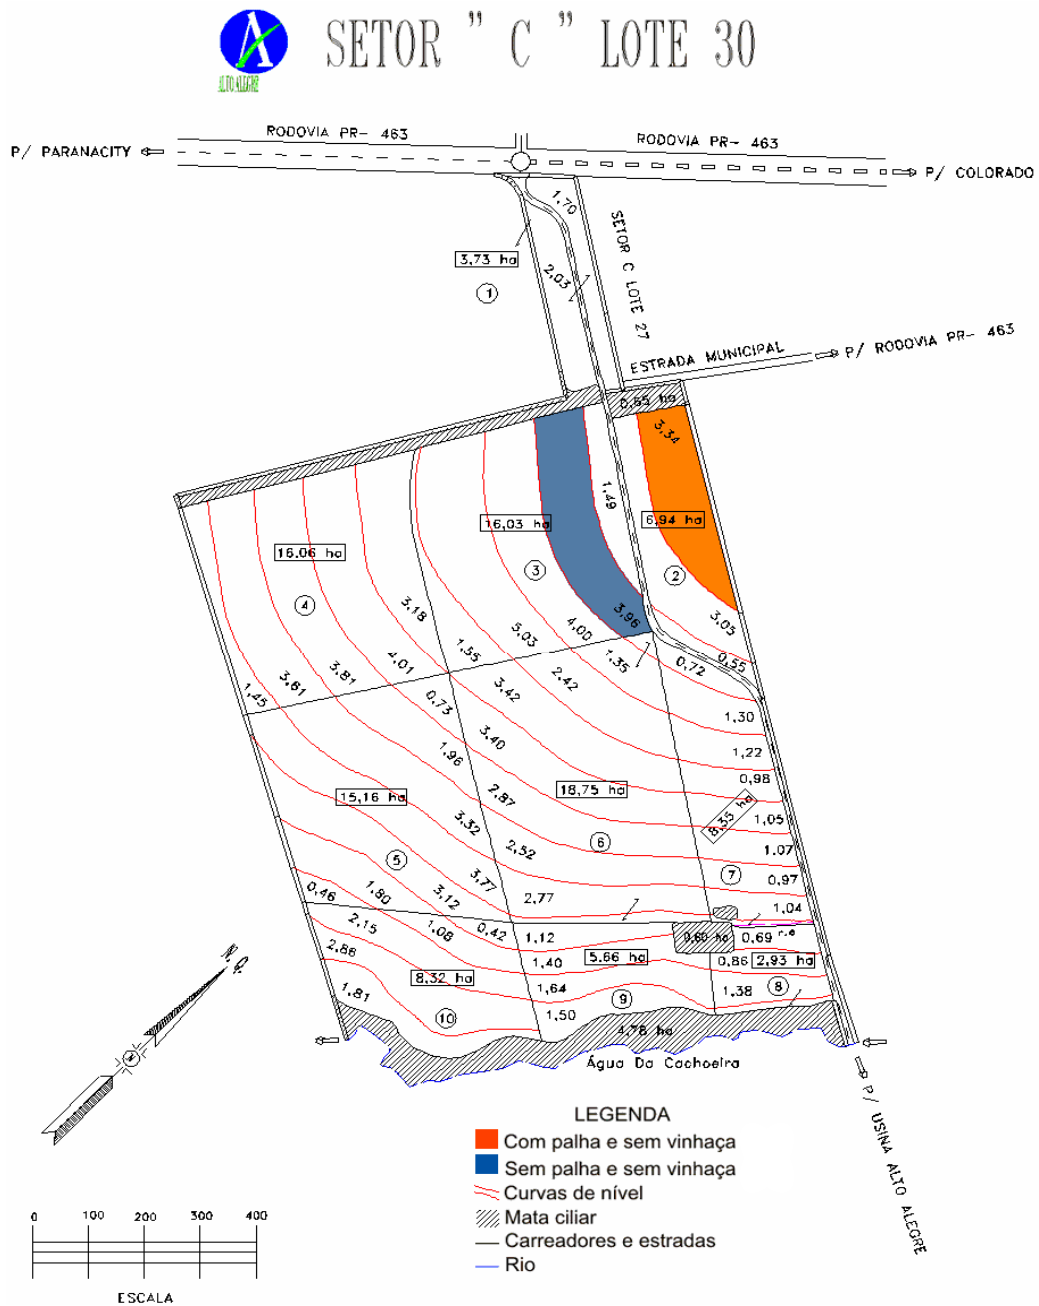 SETOR " C " LOTE 30
ALTO ALEGRE
RODOVIA PR- 463
RODOVIA PR- 463
P/ PARANACITY
P/ COLORADO
1,70
SETOR C LOTE 27
3,73 ha
2,03
1
ESTRADA MUNICIPAL
P/ RODOVIA PR- 463
0,65 ha
3,34
1,49
16,03 ha
6,94 ha
16.06 ha
3
2
4
3,18
3,96
3,05
5,03
4,00
1,55
1,35
0,72
0,55
4,01
3,81
3,61
1,45
3,42
2,42
0,73
1,30
3,40
1,96
1,22
0,98
2,87
18,75 ha
15,16 ha
8,35 ha
1,05
3,32
2,52
6
1.07
5
7
0,97
3,77
2,77
0,46
1,80
3,12
1,04
2,15
1,08
0,42
1,12
0,60 ha
0,69
r.a
2,86
1,40
5.66 ha
0,86
2,93 ha
8,32 ha
1,64
1,38
8
1,81
9
10
1,50
4,78 ha
Água Da Cachoeira
N.
Q.
N
P/ USINA ALTO ALEGRE
LEGENDA
Com palha e sem vinhaça
Sem palha e sem vinhaça
Curvas de nível
Mata ciliar
Carreadores e estradas
Rio
0 100 200 300 400
ESCALA